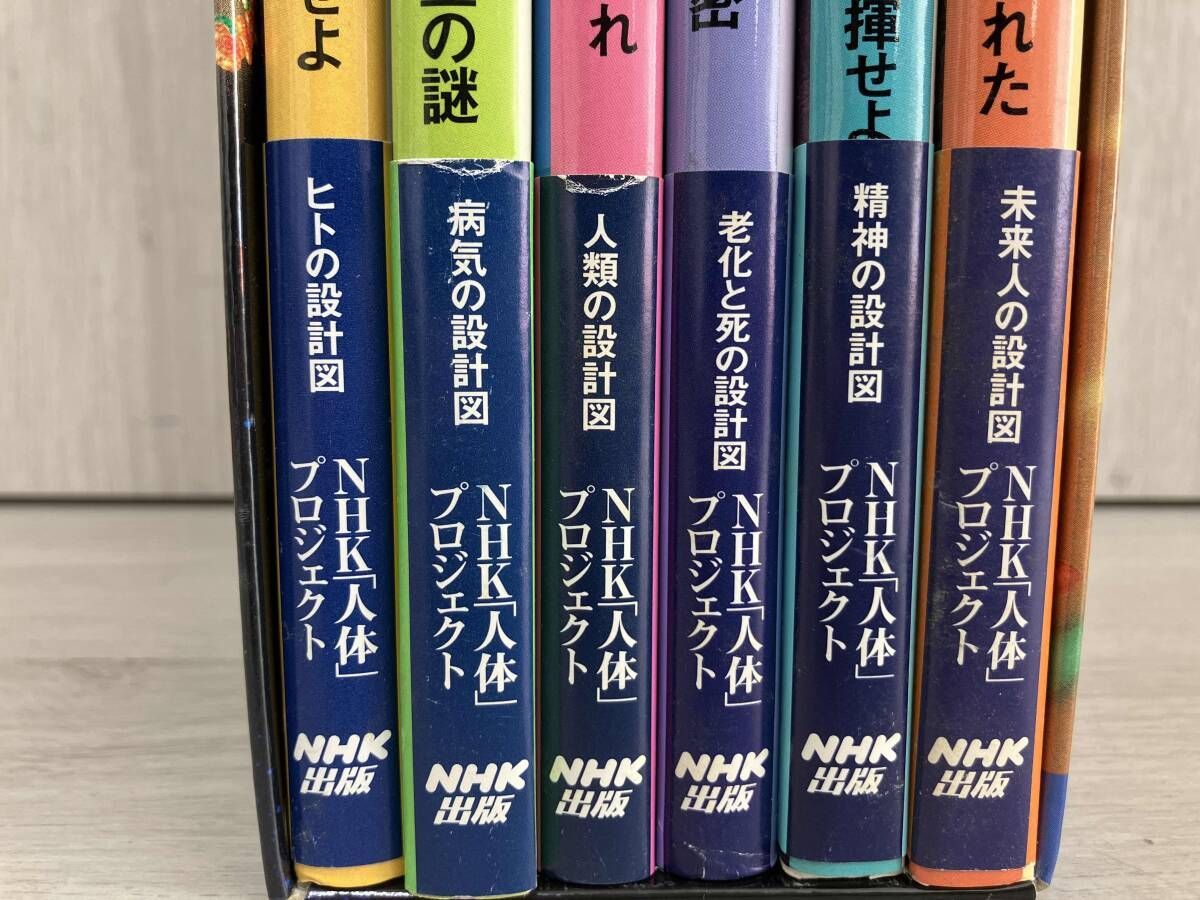 せよ
ヒトの設計図
NHK「人体」
プロジェクト
NHK
出版
の謎
病気の設計図
NHK「人体」
プロジェクト
NHK
出版
れ
人類の設計図
NHK「人体」
プロジェクト
NHK
出版
密
老化と死の設計図
NHK「人体」
プロジェクト
NHK
出版
揮せよ
精神の設計図
NHK「人体」
プロジェクト
NHK
出版
れた
未来人の設計図
NHK「人体」
プロジェクト
NHK
出版